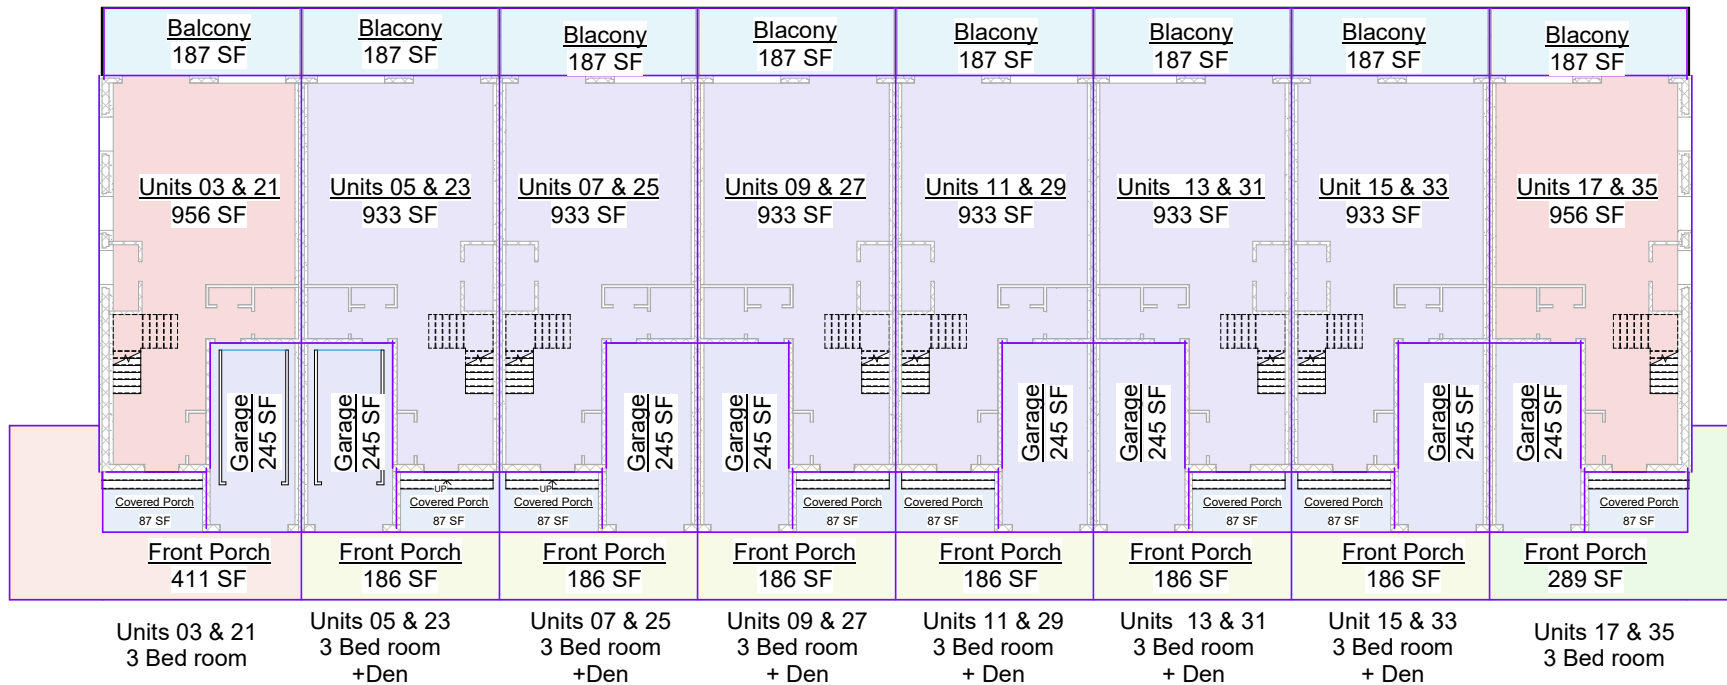 Balcony
187 SF
Blacony
187 SF
Blacony
187 SF
Blacony
187 SF
Blacony
187 SF
Blacony
187 SF
Blacony
187 SF
Blacony
187 SF
Units 03 & 21
956 SF
Units 05 & 23
933 SF
Units 07 & 25
933 SF
Units 09 & 27
933 SF
Units 11 & 29
933 SF
Units 13 & 31
933 SF
Unit 15 & 33
933 SF
Units 17 & 35
956 SF
Garage
245 SF
Garage
245 SF
Garage
245 SF
Garage
245 SF
Garage
245 SF
Garage
245 SF
Garage
245 SF
Garage
245 SF
UP
UP
Covered Porch
87 SF
Covered Porch
87 SF
Covered Porch
87 SF
Covered Porch
87 SF
Covered Porch
87 SF
Covered Porch
87 SF
Covered Porch
87 SF
Covered Porch
87 SF
Front Porch
411 SF
Front Porch
186 SF
Front Porch
186 SF
Front Porch
186 SF
Front Porch
186 SF
Front Porch
186 SF
Front Porch
186 SF
Front Porch
289 SF
Units 03 & 21
3 Bed room
Units 05 & 23
3 Bed room
+Den
Units 07 & 25
3 Bed room
+Den
Units 09 & 27
3 Bed room
+ Den
Units 11 & 29
3 Bed room
+ Den
Units 13 & 31
3 Bed room
+ Den
Unit 15 & 33
3 Bed room
+ Den
Units 17 & 35
3 Bed room